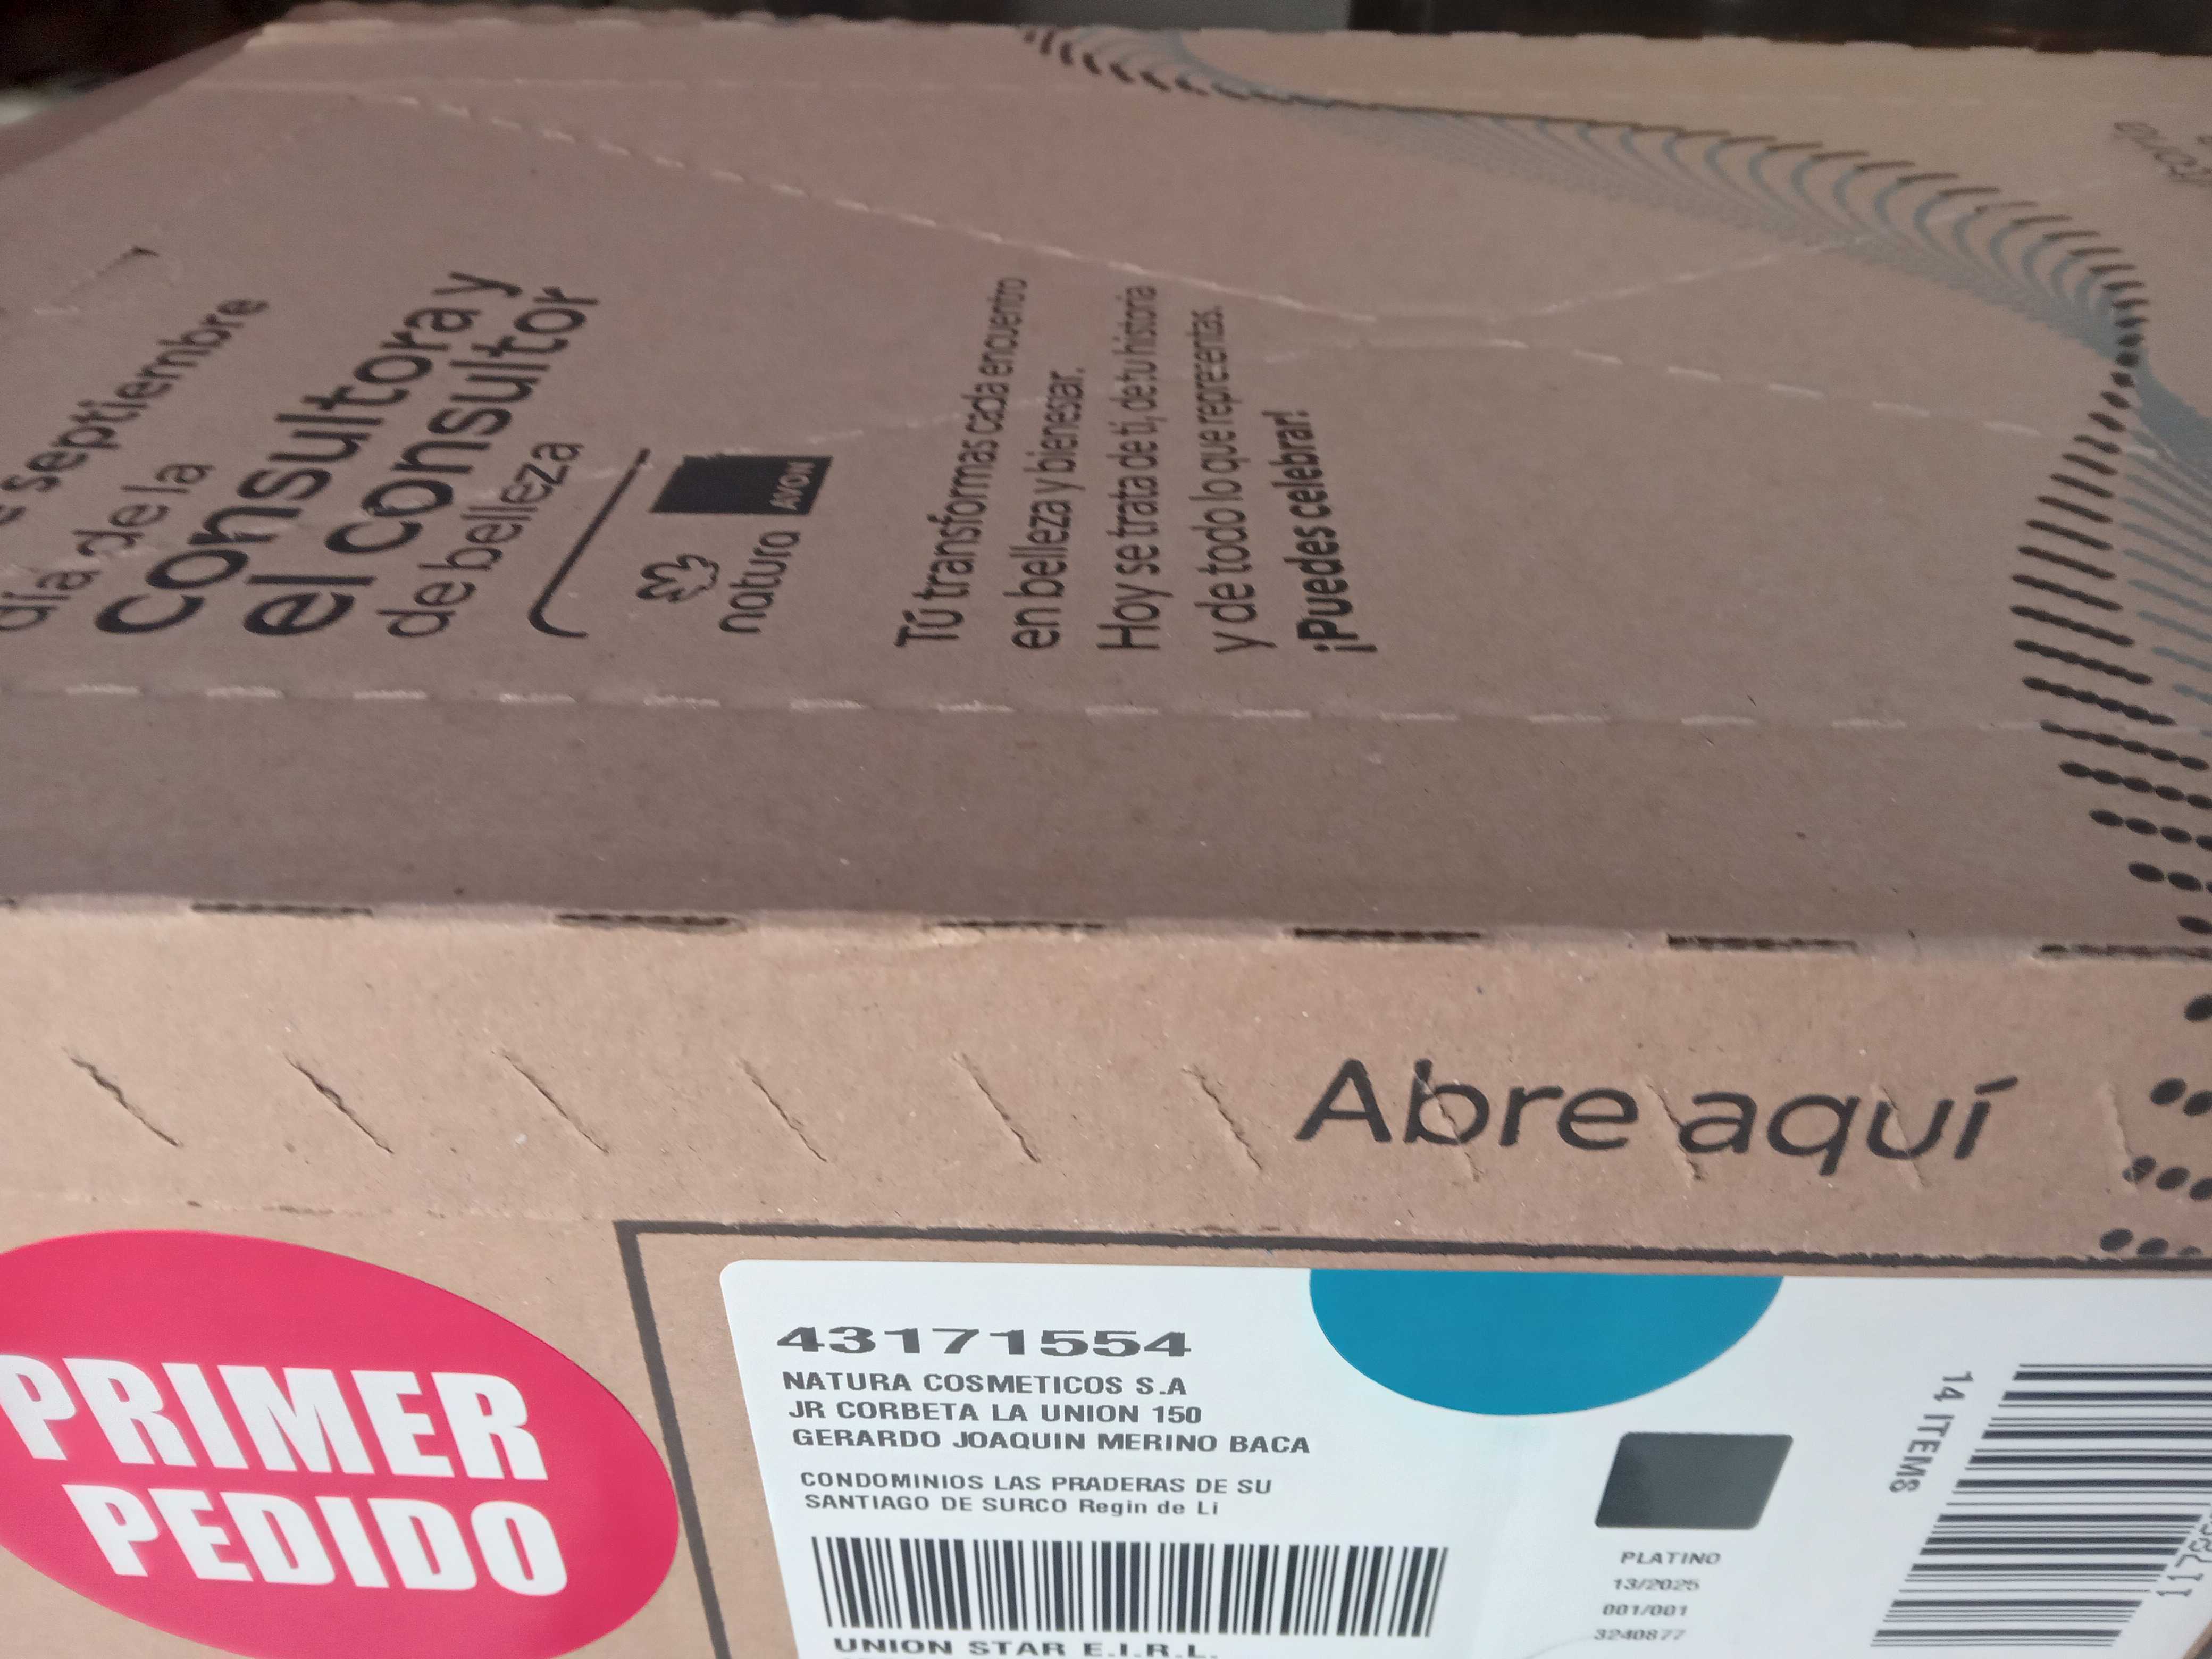 septiembre
día de la
consultora y
el consultor
de belleza
natura
AVON
Tú transformas cada encuentro
en belleza y bienestar.
Hoy se trata de ti, de tu historia
y de todo lo que representas.
¡Puedes celebrar!
Abre aquí
PRIMER
PEDIDO
43171554
NATURA COSMETICOS S.A
JR CORBETA LA UNION 150
GERARDO JOAQUIN MERINO BACA
CONDOMINIOS LAS PRADERAS DE SU
SANTIAGO DE SURCO Regin de Li
UNION STAR E.I.R.L.
PLATINO
13/2025
001/001
3240877
14 ITEMS